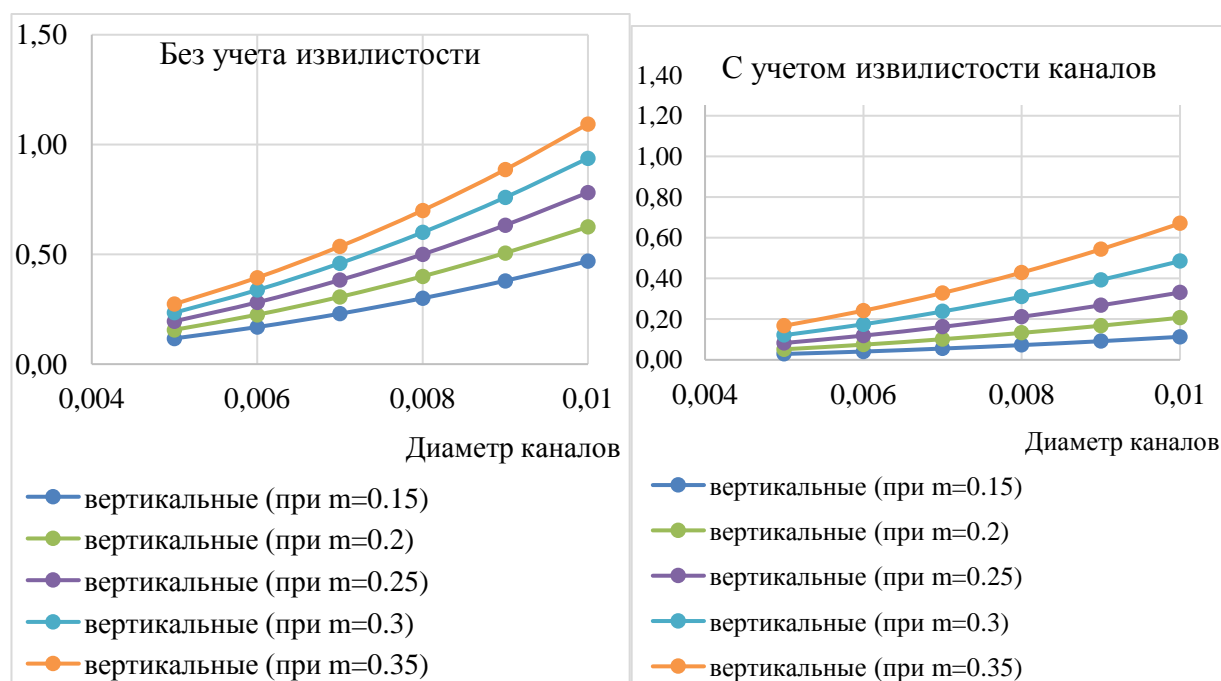 Без учета извилистости
1,50
1,00
0,50
0,00
0,004 0,006 0,008 0,01
Диаметр каналов
вертикальные (при m=0.15)
вертикальные (при m=0.2)
вертикальные (при m=0.25)
вертикальные (при m=0.3)
вертикальные (при m=0.35)
С учетом извилистости каналов
1,40
1,20
1,00
0,80
0,60
0,40
0,20
0,00
0,004 0,006 0,008 0,01
Диаметр каналов
вертикальные (при m=0.15)
вертикальные (при m=0.2)
вертикальные (при m=0.25)
вертикальные (при m=0.3)
вертикальные (при m=0.35)